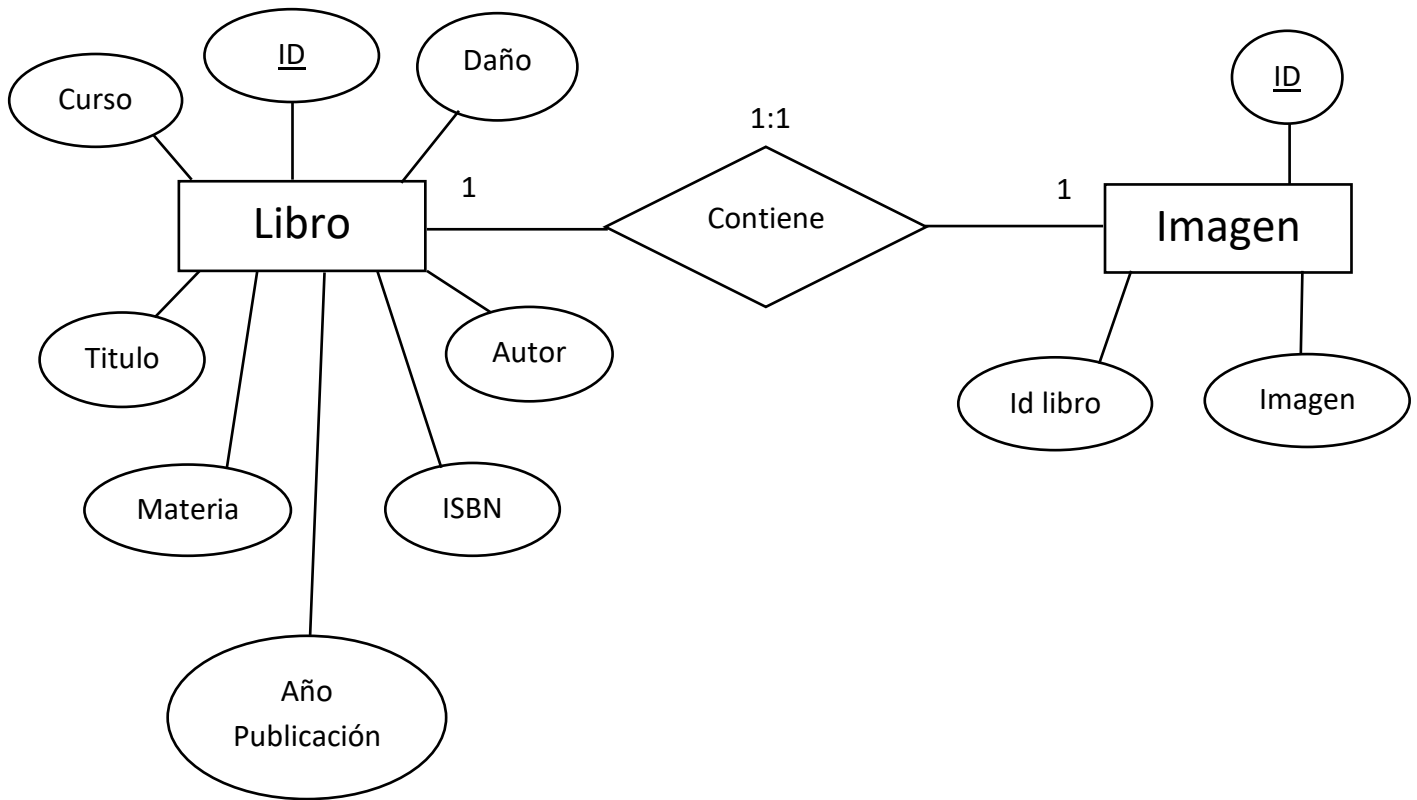 ID
Daño
Curso
ID
1:1
1
1
Libro
Contiene
Imagen
Titulo
Autor
Id libro
Imagen
Materia
ISBN
Año
Publicación